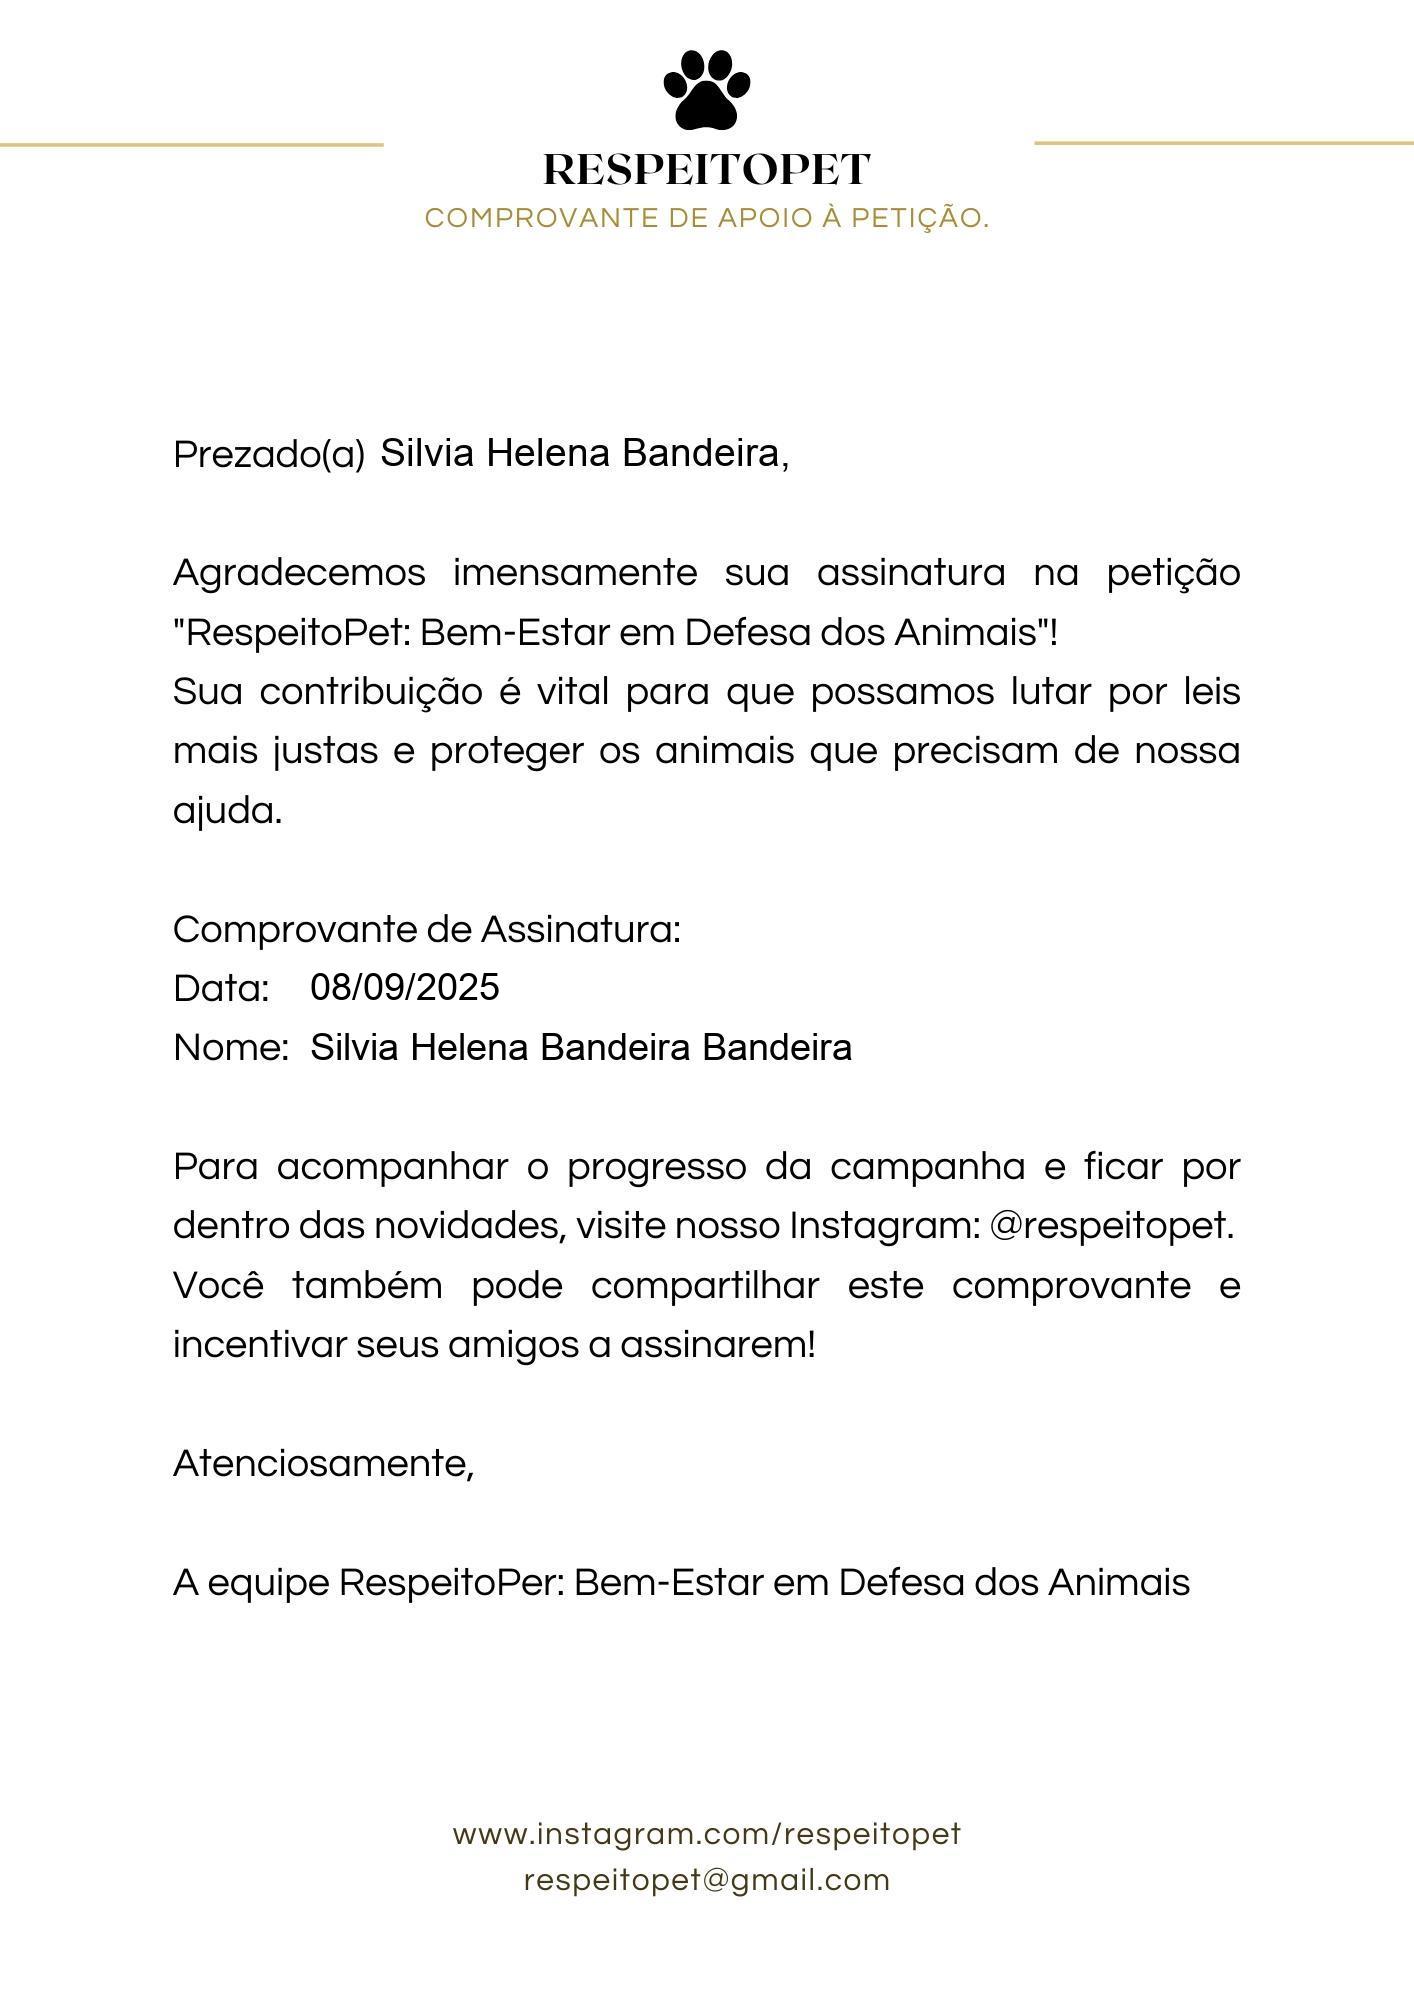 RESPEITOPET
COMPROVANTE DE APOIO À PETIÇÃO.
Prezado(a) Silvia Helena Bandeira,
Agradecemos imensamente sua assinatura na petição
"RespeitoPet: Bem-Estar em Defesa dos Animais"!
Sua contribuição é vital para que possamos lutar por leis
mais justas e proteger os animais que precisam de nossa
ajuda.
Comprovante de Assinatura:
Data: 08/09/2025
Nome: Silvia Helena Bandeira Bandeira
Para acompanhar o progresso da campanha e ficar por
dentro das novidades, visite nosso Instagram: @respeitopet.
Você também pode compartilhar este comprovante e
incentivar seus amigos a assinarem!
Atenciosamente,
A equipe RespeitoPer: Bem-Estar em Defesa dos Animais
www.instagram.com/respeitopet
respeitopet@gmail.com